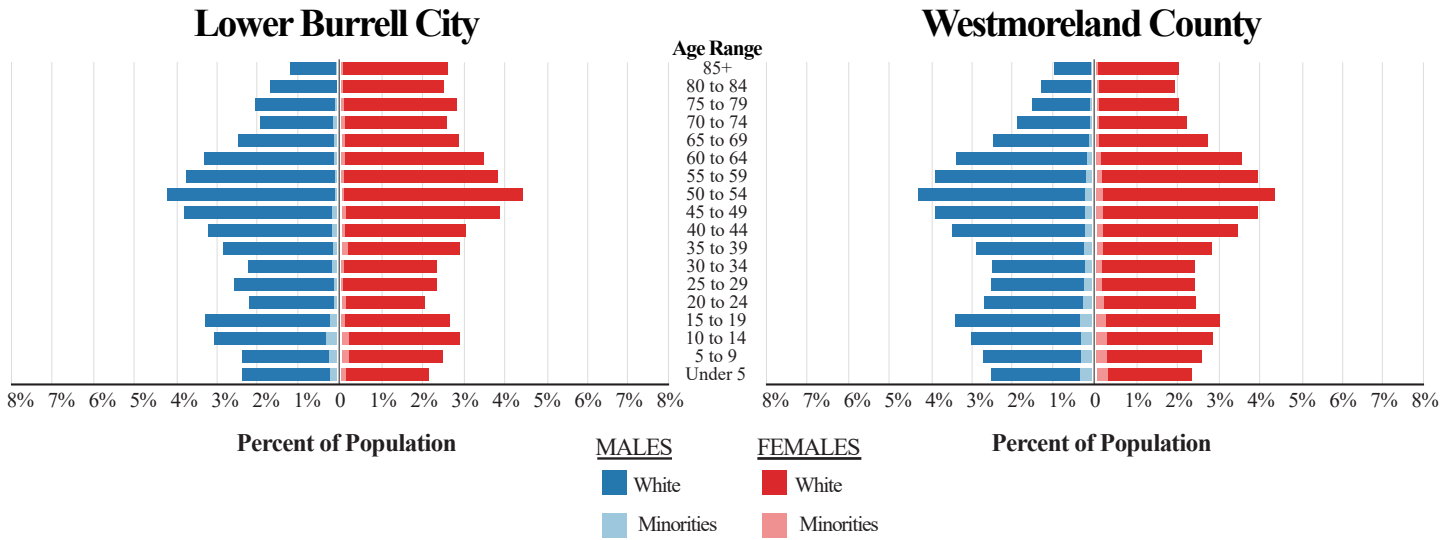 Lower Burrell City
Westmoreland County
Age Range
85+
80 to 84
75 to 79
70 to 74
65 to 69
60 to 64
55 to 59
50 to 54
45 to 49
40 to 44
35 to 39
30 to 34
25 to 29
20 to 24
15 to 19
10 to 14
5 to 9
Under 5
8% 7% 6% 5% 4% 3% 2% 1% 0 1% 2% 3% 4% 5% 6% 7% 8%
8% 7% 6% 5% 4% 3% 2% 1% 0 1% 2% 3% 4% 5% 6% 7% 8%
Percent of Population
Percent of Population
MALES
White
Minorities
FEMALES
White
Minorities